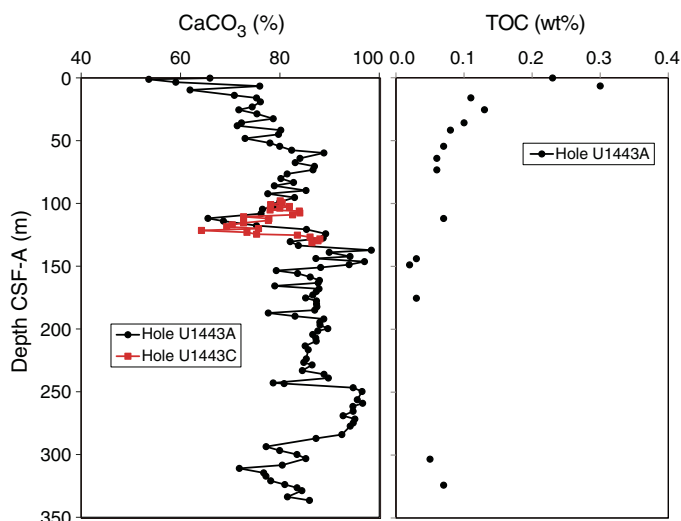 CaCO3 (%)
TOC (wt%)
40 60 80 100
0.0 0.1 0.2 0.3 0.4
0
50
100
150
200
250
300
350
Depth CSF-A (m)
Hole U1443A
Hole U1443C
Hole U1443A